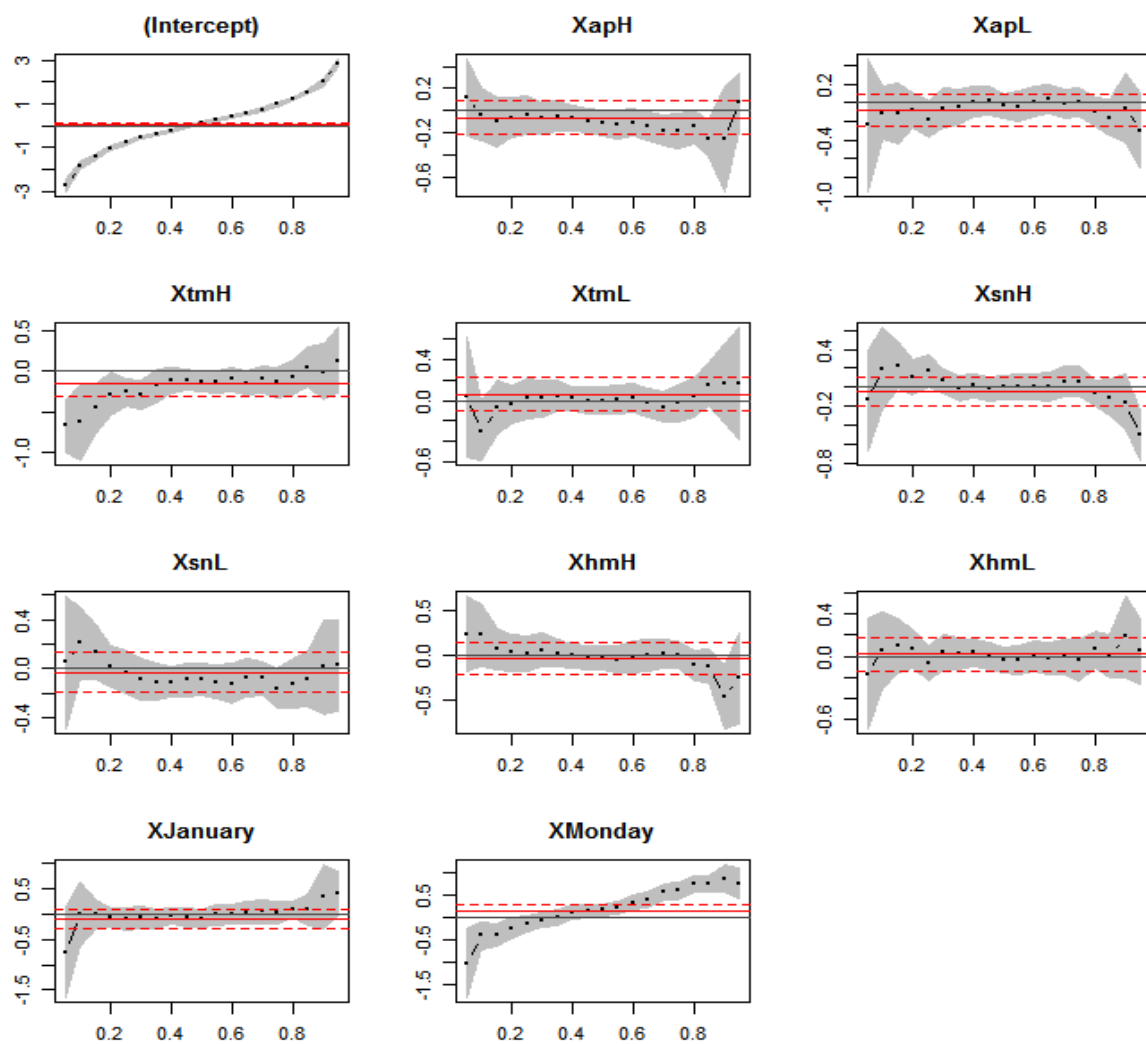 (Intercept) XapH XapL
3 1 -1 -3 0.2 -0.2 -0.6 0.2 -0.4 -1.0
0.2 0.4 0.6 0.8 0.2 0.4 0.6 0.8 0.2 0.4 0.6 0.8
XtmH XtmL XsnH
0.5 0.0 -1.0 0.4 0.0 -0.6 0.4 -0.2 -0.8
0.2 0.4 0.6 0.8 0.2 0.4 0.6 0.8 0.2 0.4 0.6 0.8
XsnL XhmH XhmL
0.4 0.0 -0.4 0.5 0.0 -0.5 0.4 0.0 -0.6
0.2 0.4 0.6 0.8 0.2 0.4 0.6 0.8 0.2 0.4 0.6 0.8
XJanuary XMonday
0.5 -0.5 -1.5 0.5 -0.5 -1.5
0.2 0.4 0.6 0.8 0.2 0.4 0.6 0.8